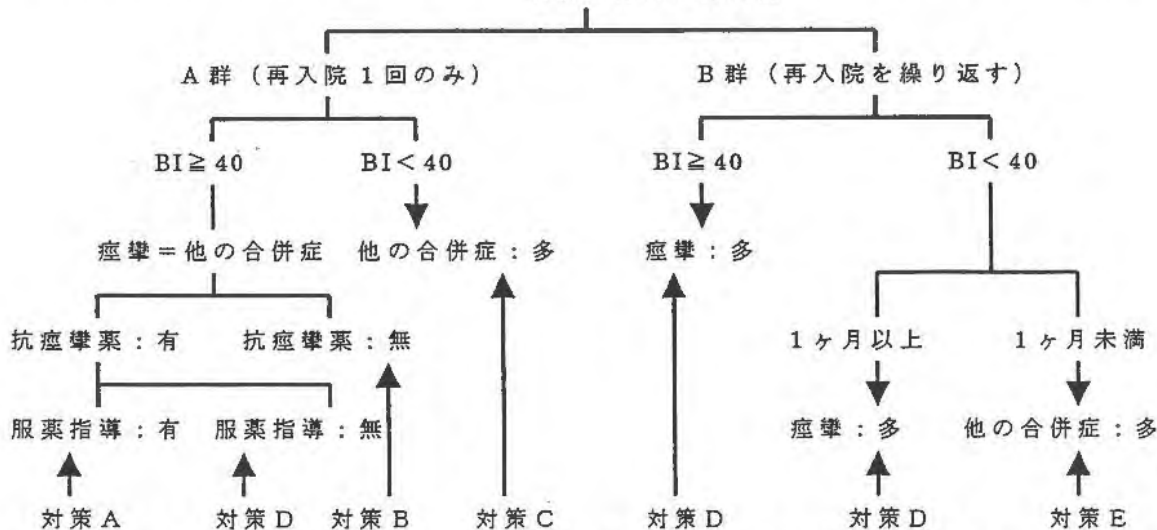 A群（再入院1回のみ） B群（再入院を繰り返す）
BI≧40 BI＜40 BI≧40 BI＜40
痙攣＝他の合併症 他の合併症：多 痙攣：多
抗痙攣薬：有 抗痙攣薬：無 1ヶ月以上 1ヶ月未満
服薬指導：有 服薬指導：無 痙攣：多 他の合併症：多
対策A 対策D 対策B 対策C 対策D 対策D 対策E